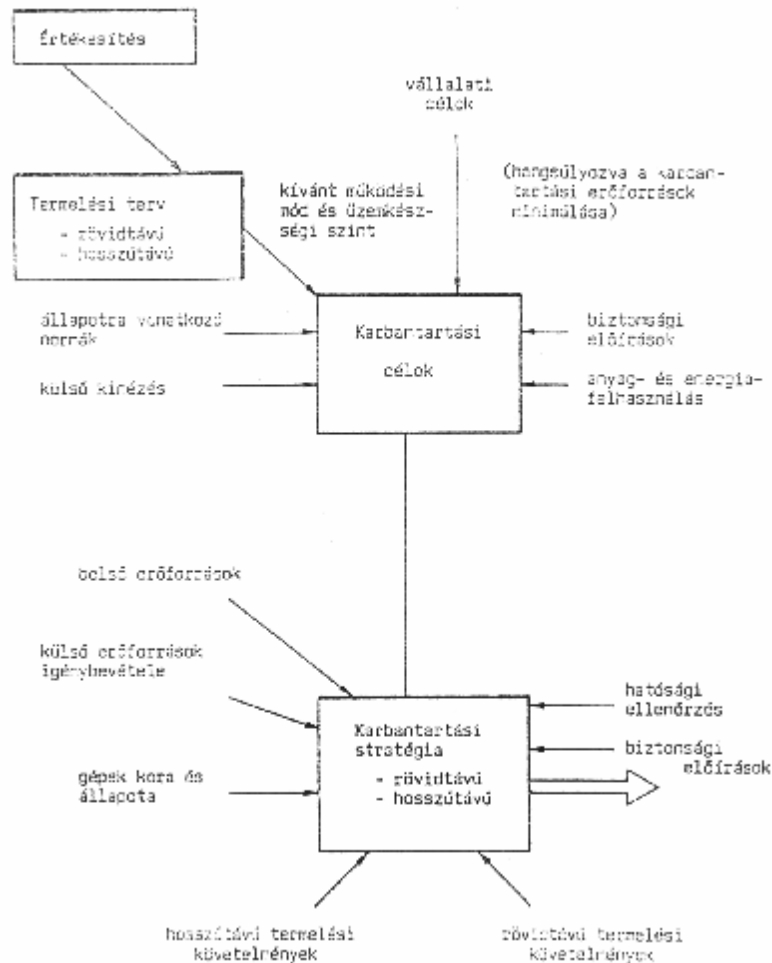 Értékesítés
vállalati
célok
Termelési terv
- rövidtávú
- hosszútávú
kívánt működési
mód és üzemkész-
ségi szint
(hangsúlyozva a karban-
tartási erőforrások
minimálása)
állapotra vonatkozó
normák
külső kinézés
Karbantartási
célok
biztonsági
előírások
anyag- és energia-
felhasználás
belső erőforrások
külső erőforrások
igénybevétele
gépek kora és
állapota
Karbantartási
stratégia
- rövidtávú
- hosszútávú
hatósági
ellenőrzés
biztonsági
előírások
hosszútávú termelési
követelmények
rövidtávú termelési
követelmények